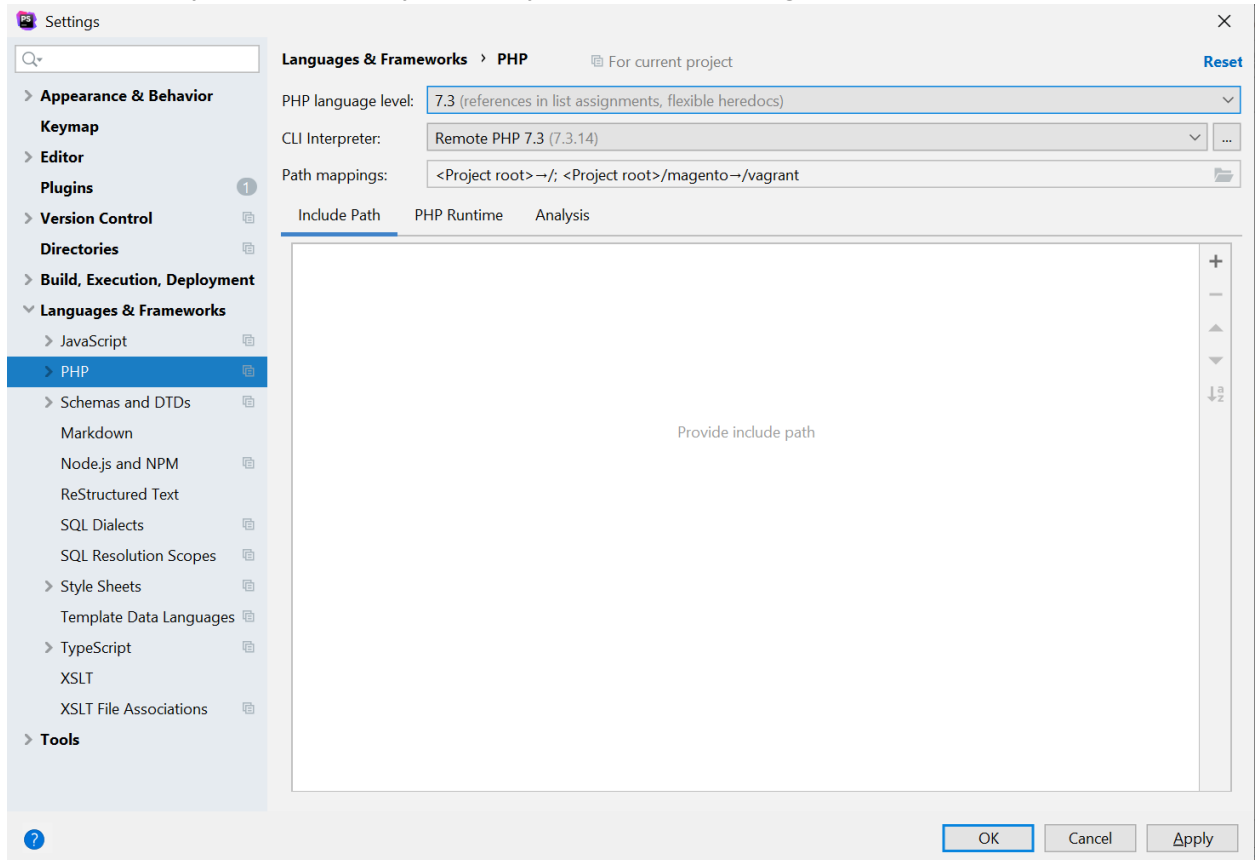 PS
Settings
Languages & Frameworks › PHP
For current project
Reset
Appearance & Behavior
Keymap
Editor
Plugins 1
Version Control
Directories
Build, Execution, Deployment
Languages & Frameworks
JavaScript
PHP
Schemas and DTDs
Markdown
Node.js and NPM
ReStructured Text
SQL Dialects
SQL Resolution Scopes
Style Sheets
Template Data Languages
TypeScript
XSLT
XSLT File Associations
Tools
PHP language level: 7.3 (references in list assignments, flexible heredocs)
CLI Interpreter: Remote PHP 7.3 (7.3.14) ...
Path mappings: <Project root>→/; <Project root>/magento→/vagrant
Include Path PHP Runtime Analysis
Provide include path
?
OK Cancel Apply